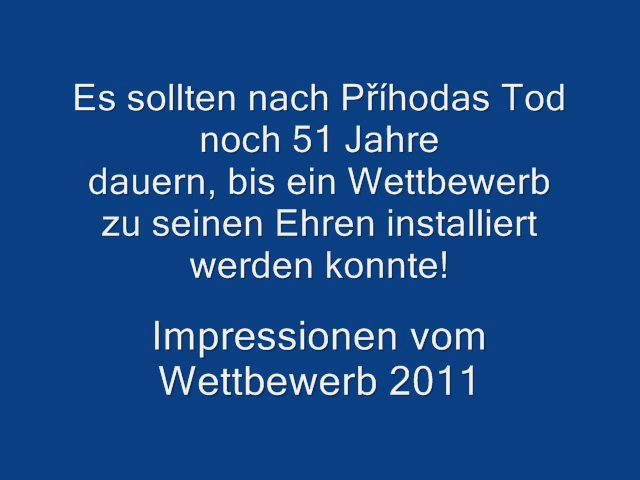 Es sollten nach Příhodas Tod
noch 51 Jahre
dauern, bis ein Wettbewerb
zu seinen Ehren installiert
werden konnte!
Impressionen vom
Wettbewerb 2011